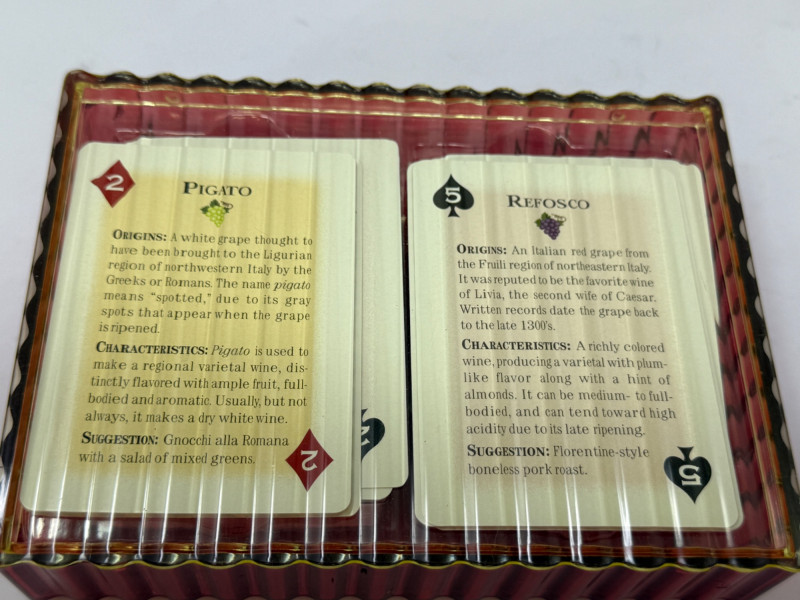 2
PIGATO
ORIGINS: A white grape thought to
have been brought to the Ligurian
region of northwestern Italy by the
Greeks or Romans. The name pigato
means "spotted," due to its gray
spots that appear when the grape
is ripened.
CHARACTERISTICS: Pigato is used to
make a regional varietal wine, dis-
tinctly flavored with ample fruit, full-
bodied and aromatic. Usually, but not
always, it makes a dry white wine.
SUGGESTION: Gnocchi alla Romana
with a salad of mixed greens.
2
2
5
REFOSCO
ORIGINS: An Italian red grape from
the Fruili region of northeastern Italy.
It was reputed to be the favorite wine
of Livia, the second wife of Caesar.
Written records date the grape back
to the late 1300's.
CHARACTERISTICS: A richly colored
wine, producing a varietal with plum-
like flavor along with a hint of
almonds. It can be medium- to full-
bodied, and can tend toward high
acidity due to its late ripening.
SUGGESTION: Florentine-style
boneless pork roast.
5